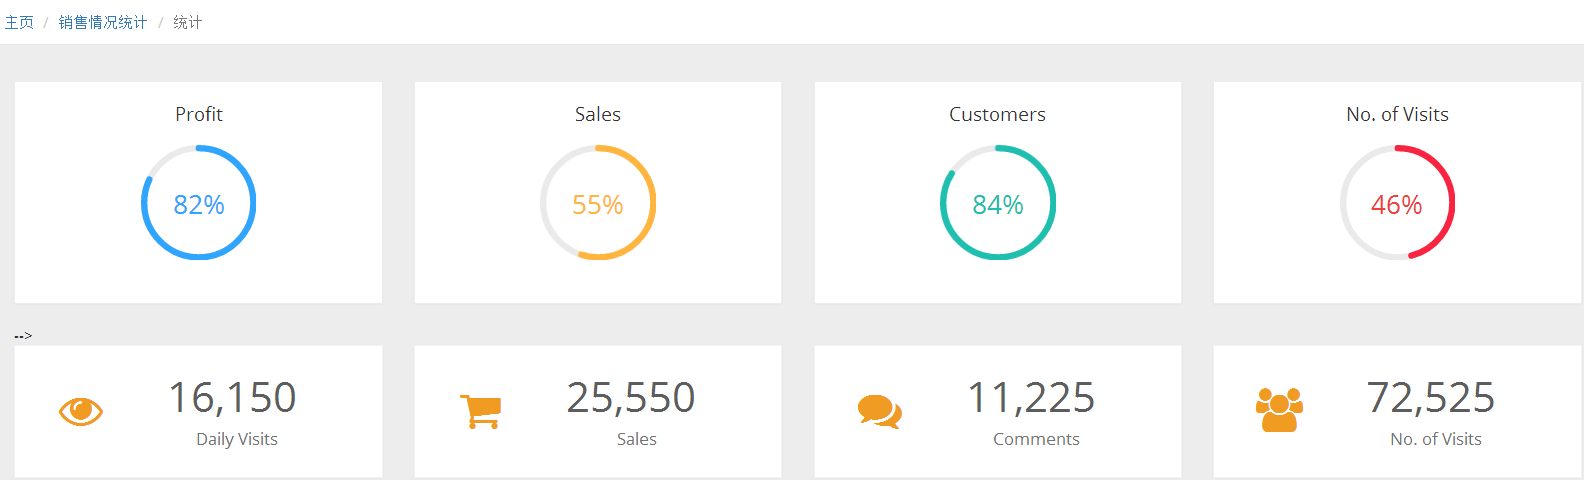 主页 / 销售情况统计 / 统计
Profit
Sales
Customers
No. of Visits
82%
55%
84%
46%
-->
16,150
25,550
11,225
72,525
Daily Visits
Sales
Comments
No. of Visits